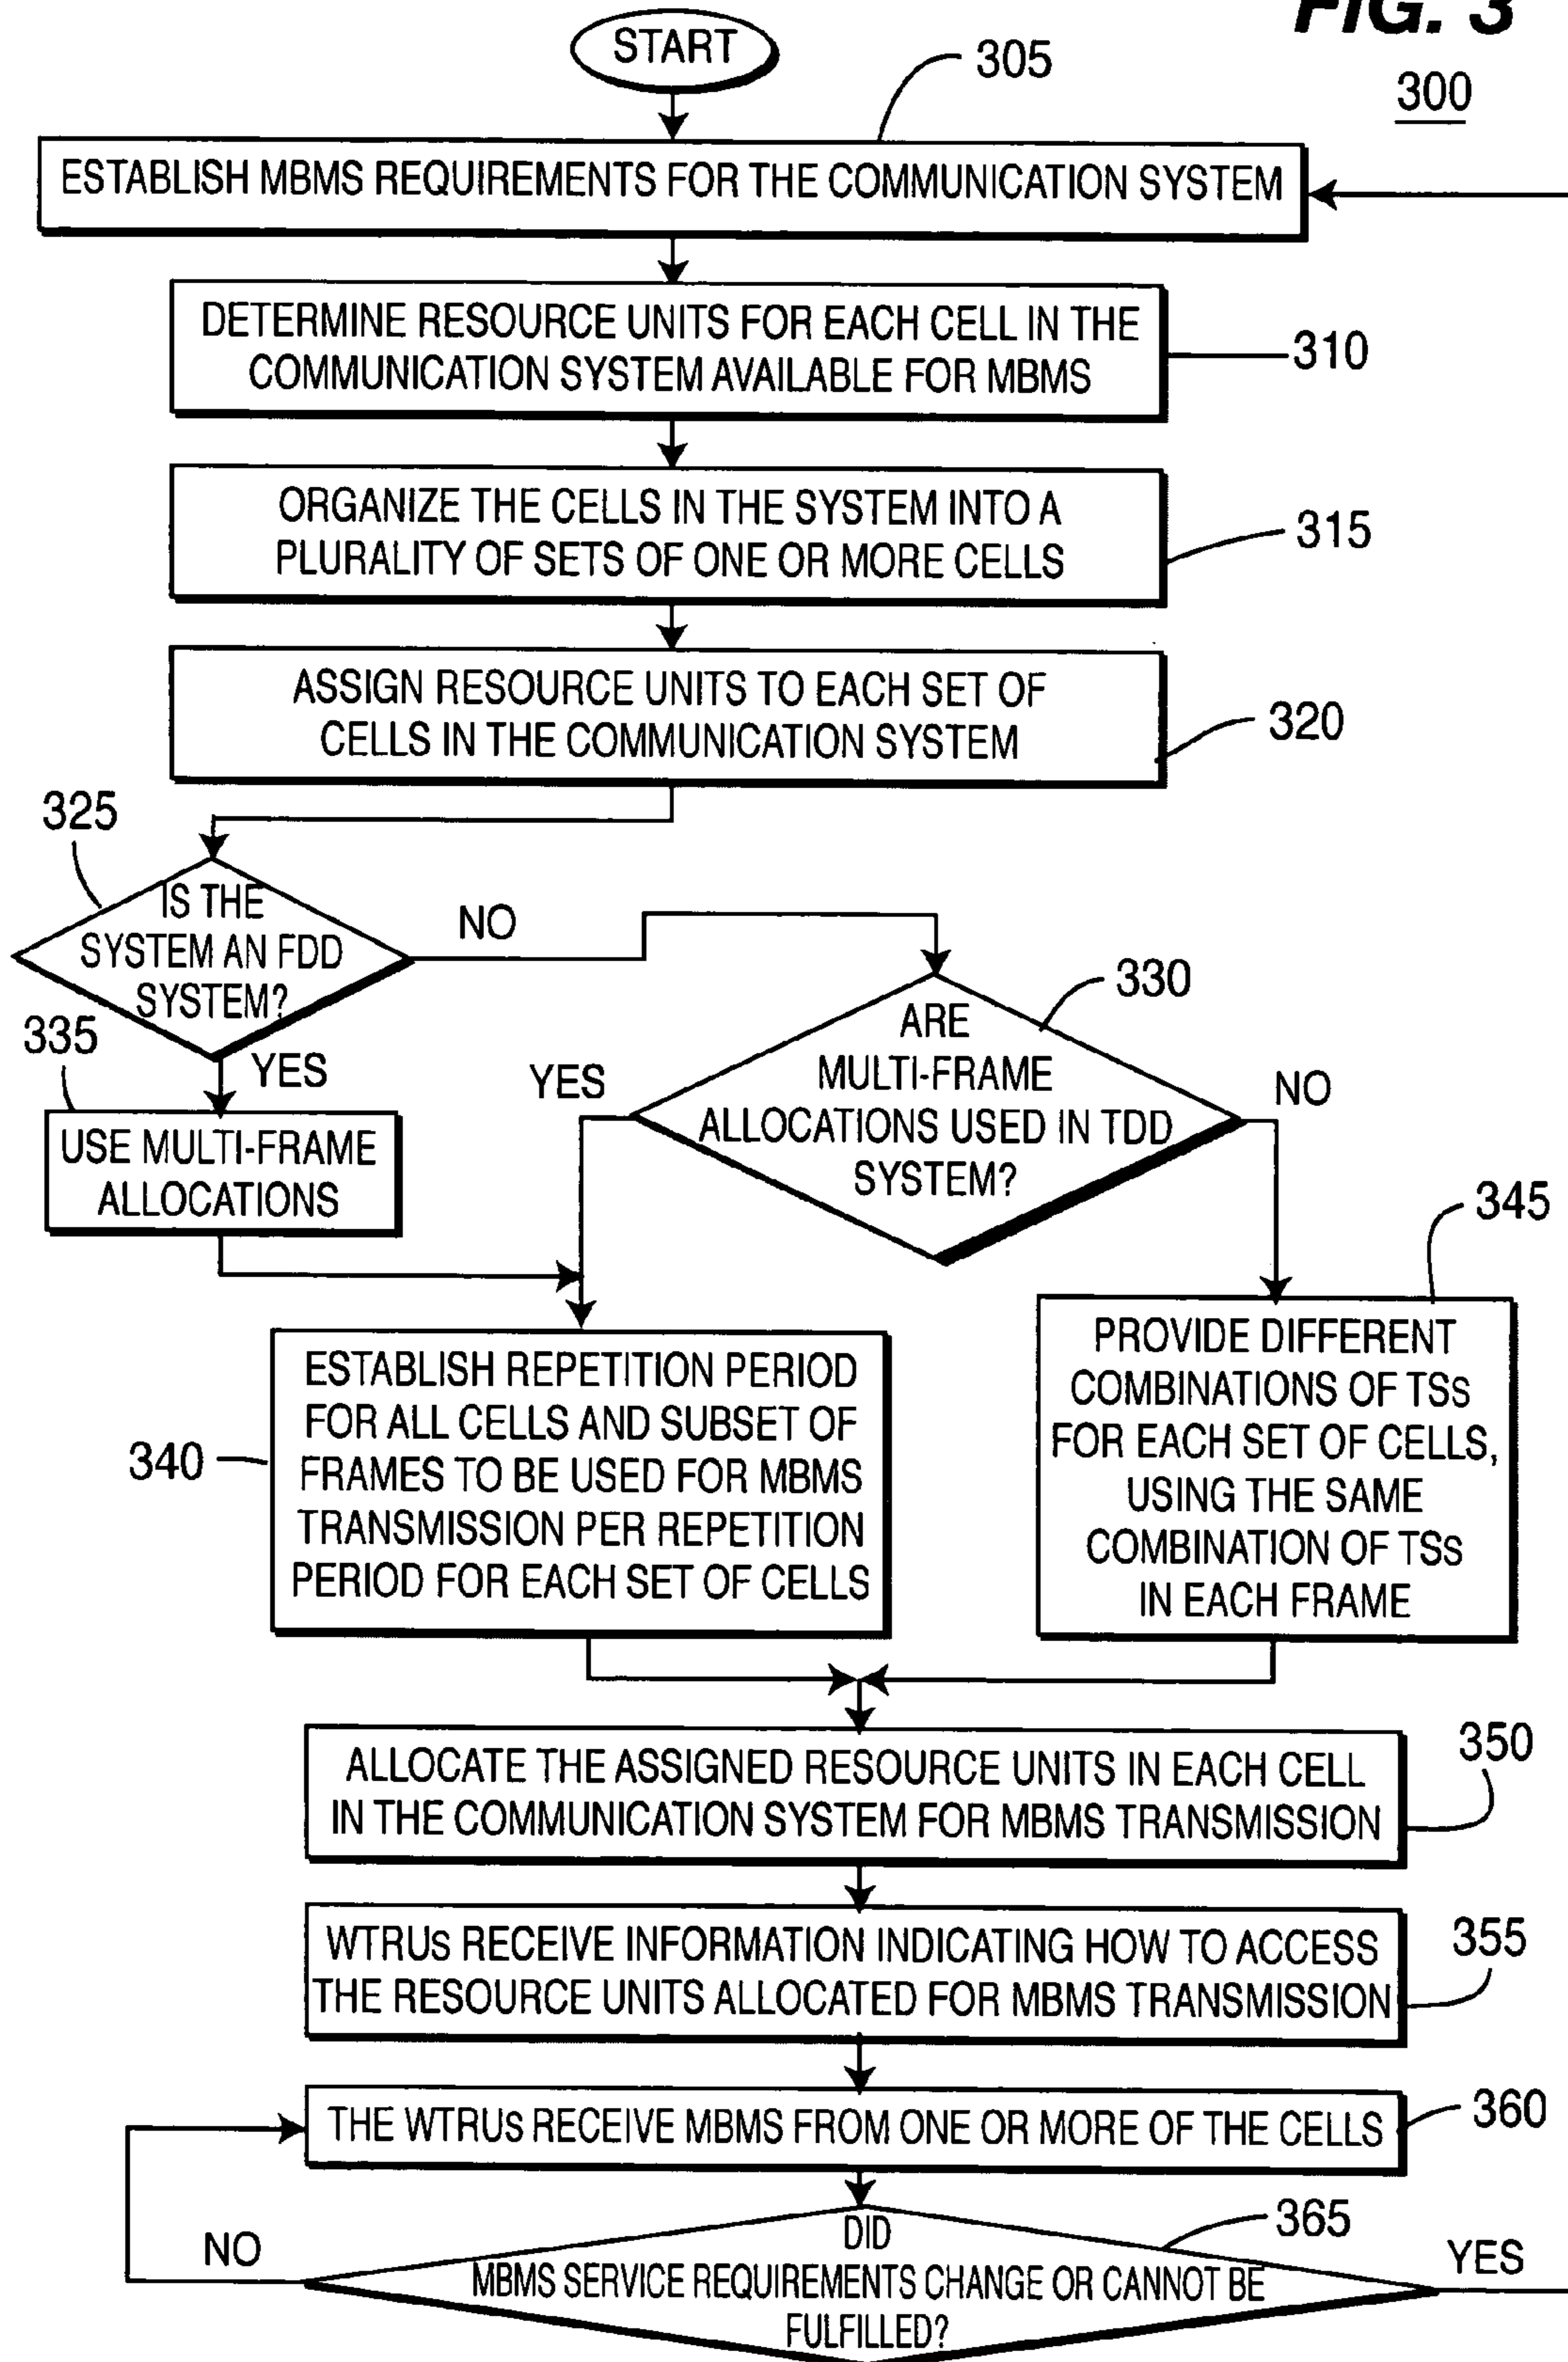 FIG. 3
300
START
305
ESTABLISH MBMS REQUIREMENTS FOR THE COMMUNICATION SYSTEM
DETERMINE RESOURCE UNITS FOR EACH CELL IN THE
COMMUNICATION SYSTEM AVAILABLE FOR MBMS
310
ORGANIZE THE CELLS IN THE SYSTEM INTO A
PLURALITY OF SETS OF ONE OR MORE CELLS
315
ASSIGN RESOURCE UNITS TO EACH SET OF
CELLS IN THE COMMUNICATION SYSTEM
320
325
IS THE
SYSTEM AN FDD
SYSTEM?
NO
YES
330
ARE
MULTI-FRAME
ALLOCATIONS USED IN TDD
SYSTEM?
YES
NO
335
USE MULTI-FRAME
ALLOCATIONS
340
ESTABLISH REPETITION PERIOD
FOR ALL CELLS AND SUBSET OF
FRAMES TO BE USED FOR MBMS
TRANSMISSION PER REPETITION
PERIOD FOR EACH SET OF CELLS
345
PROVIDE DIFFERENT
COMBINATIONS OF TSs
FOR EACH SET OF CELLS,
USING THE SAME
COMBINATION OF TSs
IN EACH FRAME
ALLOCATE THE ASSIGNED RESOURCE UNITS IN EACH CELL
IN THE COMMUNICATION SYSTEM FOR MBMS TRANSMISSION
350
WTRUs RECEIVE INFORMATION INDICATING HOW TO ACCESS
THE RESOURCE UNITS ALLOCATED FOR MBMS TRANSMISSION
355
THE WTRUs RECEIVE MBMS FROM ONE OR MORE OF THE CELLS
360
365
DID
MBMS SERVICE REQUIREMENTS CHANGE OR CANNOT BE
FULFILLED?
NO
YES